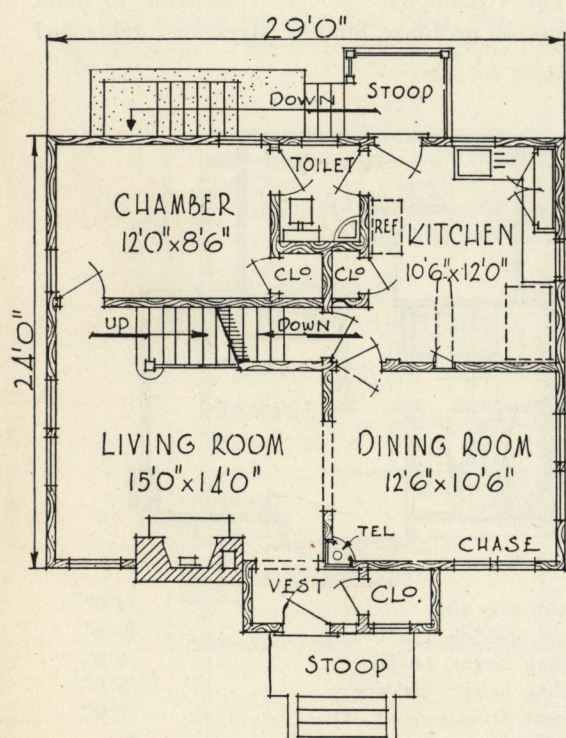 29'0"
STOOP
DOWN
TOILET
CHAMBER
12'0"x8'6"
REF
KITCHEN
10'6"x12'0"
CLO.
CLO
UP
DOWN
24'0"
LIVING ROOM
15'0"x14'0"
DINING ROOM
12'6"x10'6"
TEL
CHASE
VEST
CLO.
STOOP